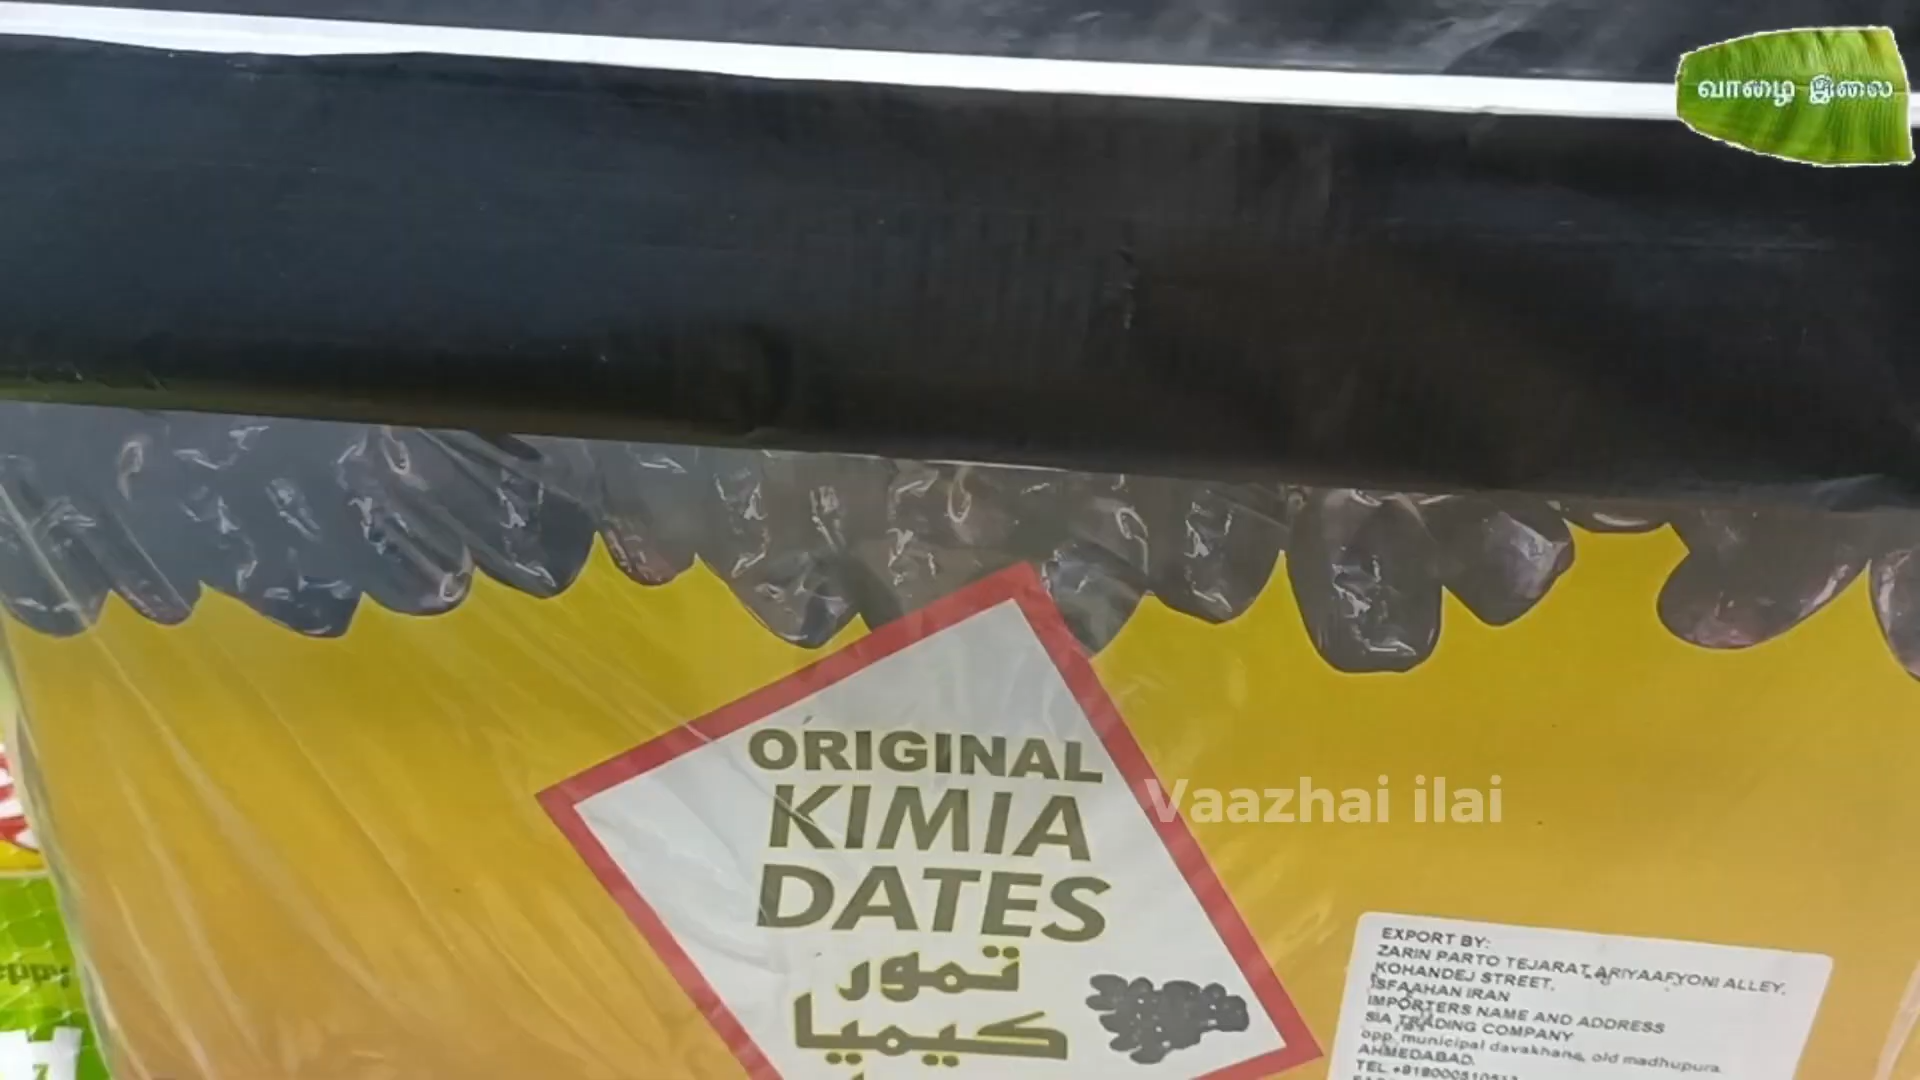 வாழை இலை
ORIGINAL
KIMIA
DATES
تمور
كيميا
Vaazhai ilai
EXPORT BY:
ZARIN PARTO TEJARAT, ARIYAAFYONI ALLEY,
KOHANDEJ STREET,
ISFAAHAN IRAN
IMPORTERS NAME AND ADDRESS
SIA TRADING COMPANY
opp. municipal davakhana, old madhupura,
AHMEDABAD.